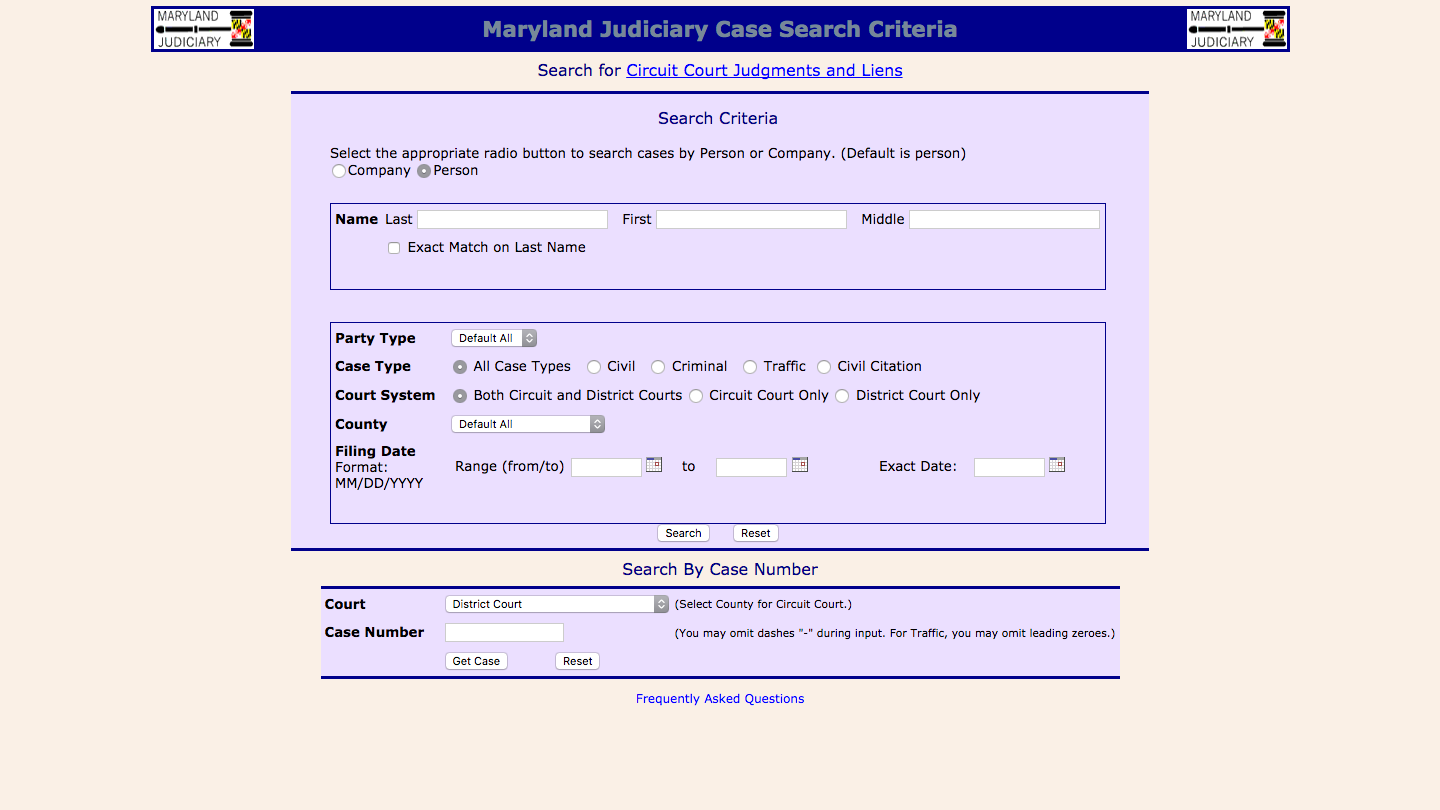 MARYLAND
JUDICIARY
Maryland Judiciary Case Search Criteria
MARYLAND
JUDICIARY
Search for Circuit Court Judgments and Liens
Search Criteria
Select the appropriate radio button to search cases by Person or Company. (Default is person)
Company Person
Name Last First Middle
Exact Match on Last Name
Party Type Default All
Case Type All Case Types Civil Criminal Traffic Civil Citation
Court System Both Circuit and District Courts Circuit Court Only District Court Only
County Default All
Filing Date
Format:
MM/DD/YYYY
Range (from/to) to Exact Date:
Search Reset
Search By Case Number
Court District Court (Select County for Circuit Court.)
Case Number (You may omit dashes "-" during input. For Traffic, you may omit leading zeroes.)
Get Case Reset
Frequently Asked Questions